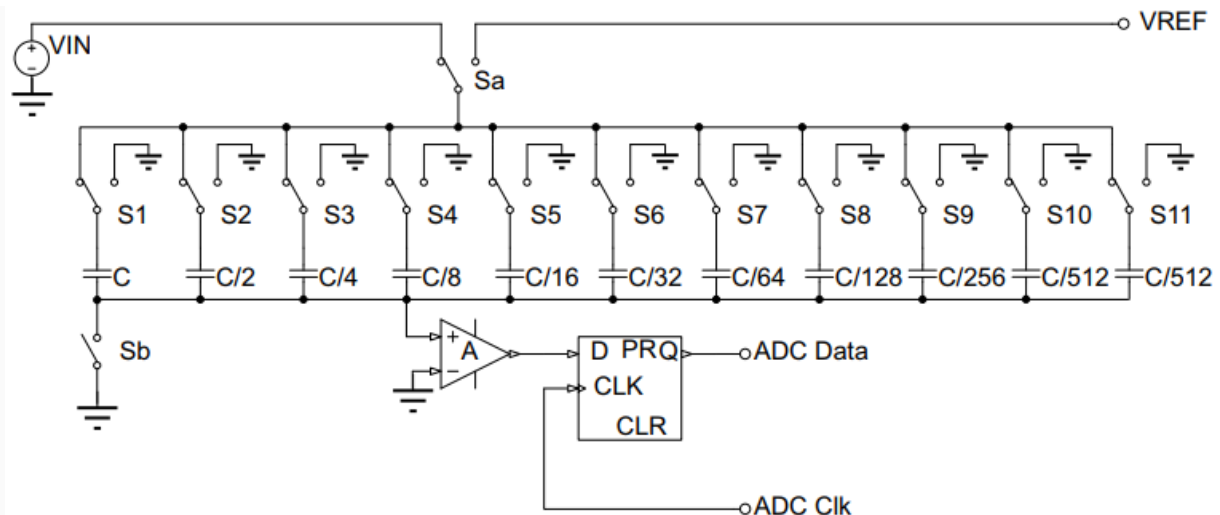 VREF
VIN
Sa
S1 S2 S3 S4 S5 S6 S7 S8 S9 S10 S11
C C/2 C/4 C/8 C/16 C/32 C/64 C/128 C/256 C/512 C/512
Sb
+
A
−
D PRQ
CLK
CLR
ADC Data
ADC Clk